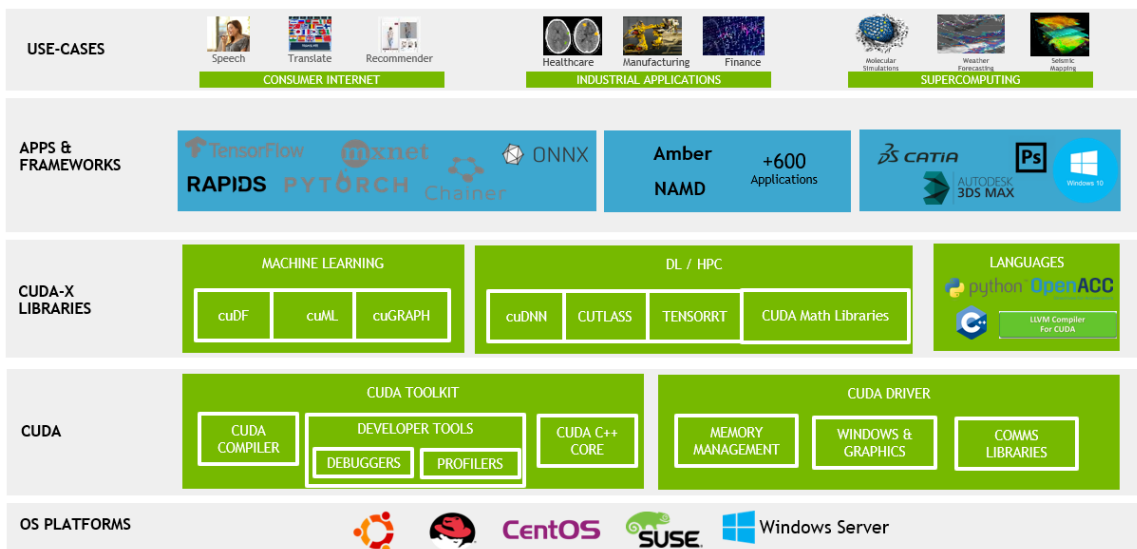 USE-CASES
Speech
Translate
Recommender
CONSUMER INTERNET
Healthcare
Manufacturing
Finance
INDUSTRIAL APPLICATIONS
Molecular
Simulations
Weather
Forecasting
Seismic
Mapping
SUPERCOMPUTING
APPS &
FRAMEWORKS
TensorFlow
mxnet
ONNX
RAPIDS
PYTORCH
Chainer
Amber
NAMD
+600
Applications
CATIA
Ps
AUTODESK
3DS MAX
Windows 10
CUDA-X
LIBRARIES
MACHINE LEARNING
cuDF
cuML
cuGRAPH
DL / HPC
cuDNN
CUTLASS
TENSORRT
CUDA Math Libraries
LANGUAGES
python
OpenACC
C++
LLVM Compiler
For CUDA
CUDA
CUDA TOOLKIT
CUDA
COMPILER
DEVELOPER TOOLS
DEBUGGERS
PROFILERS
CUDA C++
CORE
CUDA DRIVER
MEMORY
MANAGEMENT
WINDOWS &
GRAPHICS
COMMS
LIBRARIES
OS PLATFORMS
CentOS
SUSE
Windows Server